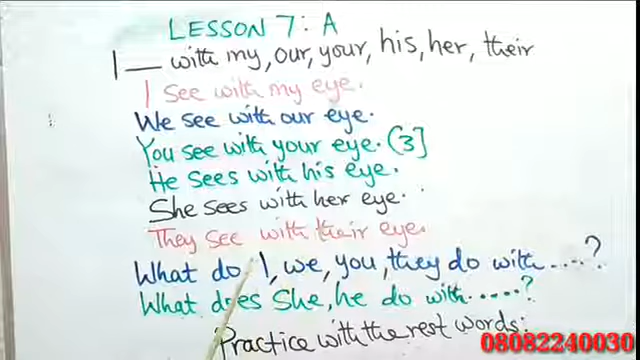 LESSON 7: A
I __ with my, our, your, his, her, their
I see with my eye.
We see with our eye.
You see with your eye. (3]
He sees with his eye.
She sees with her eye.
They see with their eye.
What do I, we, you, they do with.....?
What does She, he do with.....?
Practice with the rest words:
08082240030